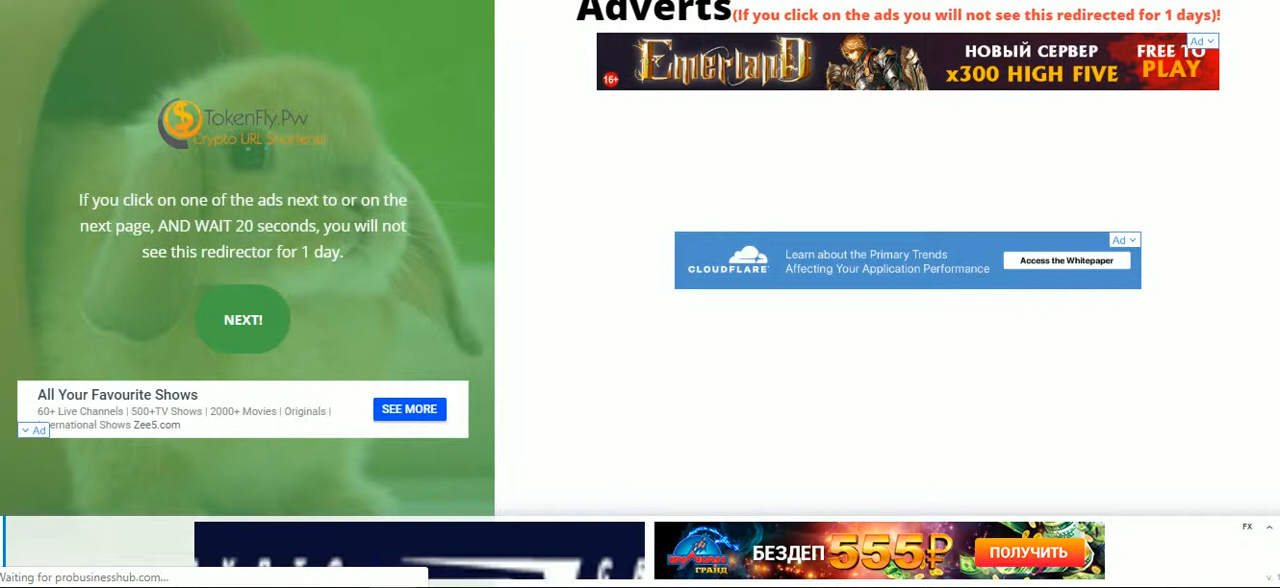 Adverts(If you click on the ads you will not see this redirected for 1 days)!
Ad
16+
Emerland
НОВЫЙ СЕРВЕР
x300 HIGH FIVE
FREE TO
PLAY
TokenFly.Pw
Crypto URL Shortener
If you click on one of the ads next to or on the
next page, AND WAIT 20 seconds, you will not
see this redirector for 1 day.
NEXT!
Ad
CLOUDFLARE
Learn about the Primary Trends
Affecting Your Application Performance
Access the Whitepaper
All Your Favourite Shows
60+ Live Channels | 500+TV Shows | 2000+ Movies | Originals |
ernational Shows Zee5.com
SEE MORE
Ad
ВУЛКАН
ГРАНД
БЕЗДЕП 555₽
ПОЛУЧИТЬ
FX
Waiting for probusinesshub.com...